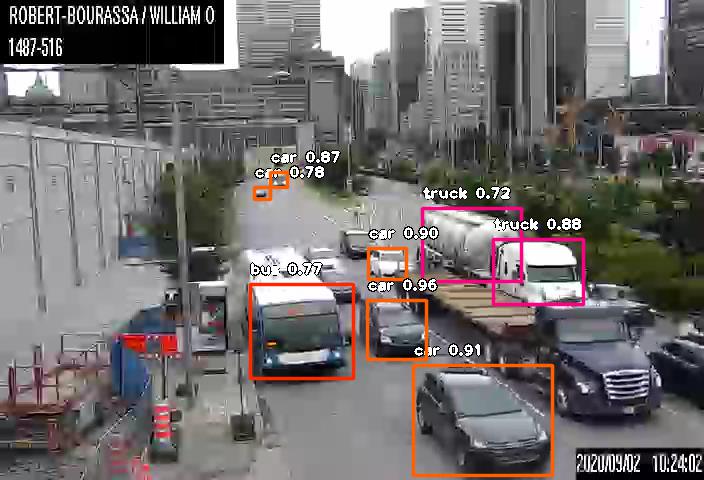 ROBERT-BOURASSA / WILLIAM O
1487-516
car 0.87
car 0.78
truck 0.72
truck 0.88
car 0.90
bus 0.77
car 0.96
car 0.91
2020/09/02 10:24:02